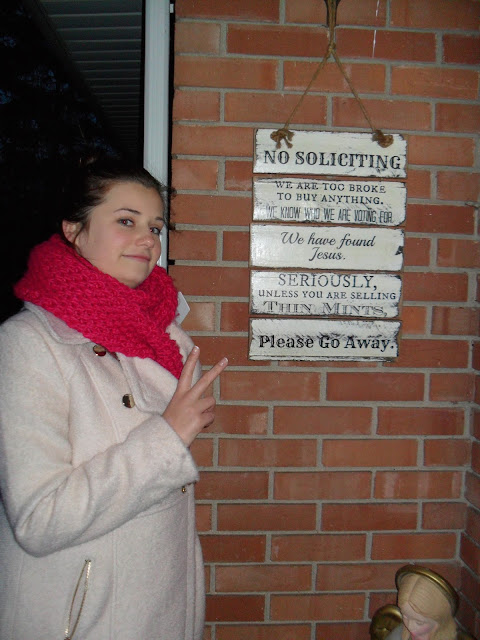 NO SOLICITING
WE ARE TOO BROKE
TO BUY ANYTHING.
WE KNOW WHO WE ARE VOTING FOR.
We have found
Jesus.
SERIOUSLY,
UNLESS YOU ARE SELLING
THIN MINTS,
Please Go Away.